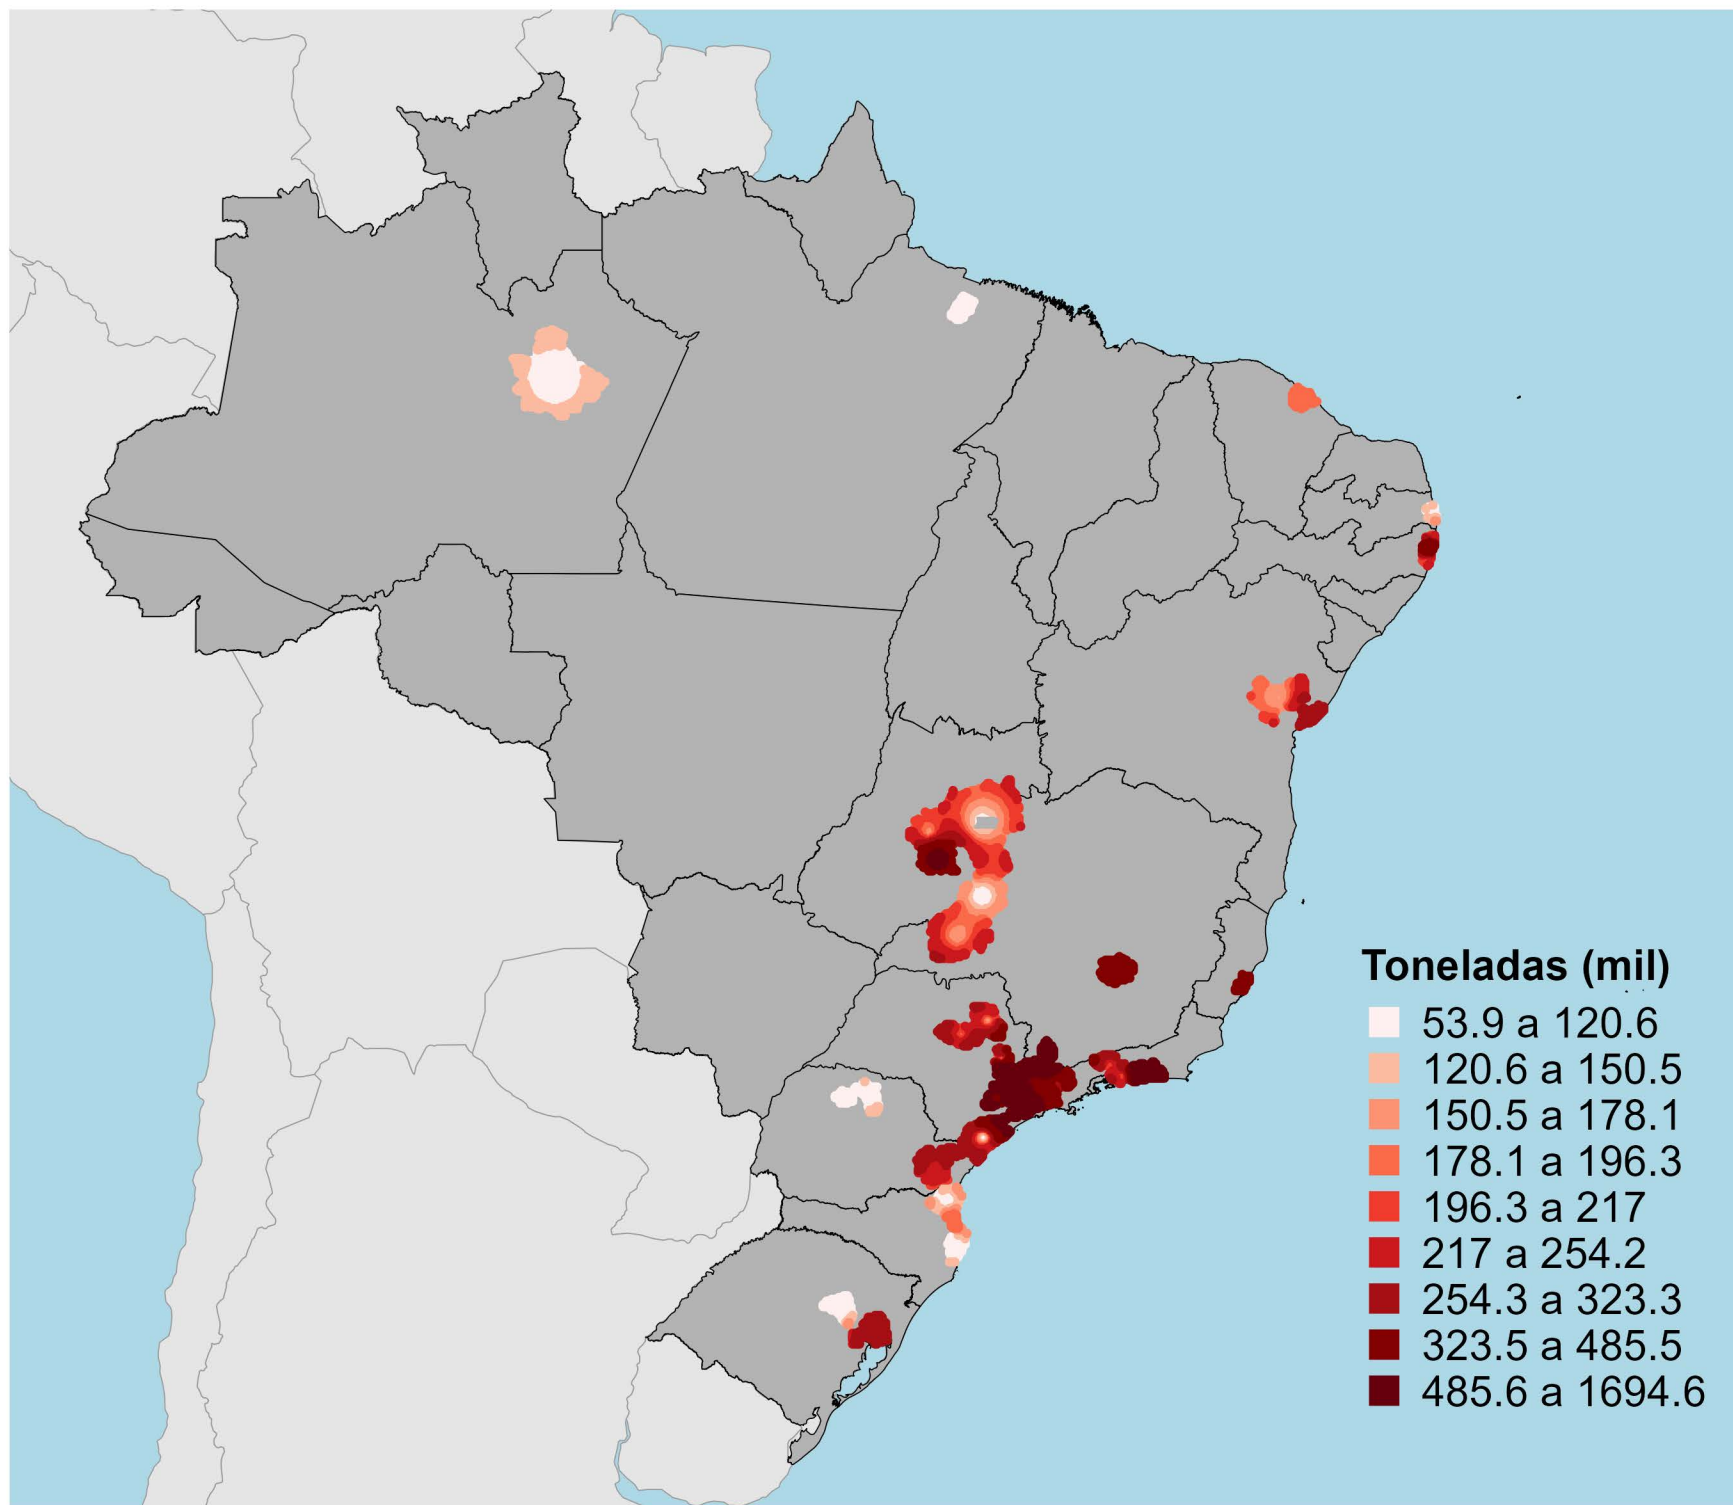 Toneladas (mil)
53.9 a 120.6
120.6 a 150.5
150.5 a 178.1
178.1 a 196.3
196.3 a 217
217 a 254.2
254.3 a 323.3
323.5 a 485.5
485.6 a 1694.6